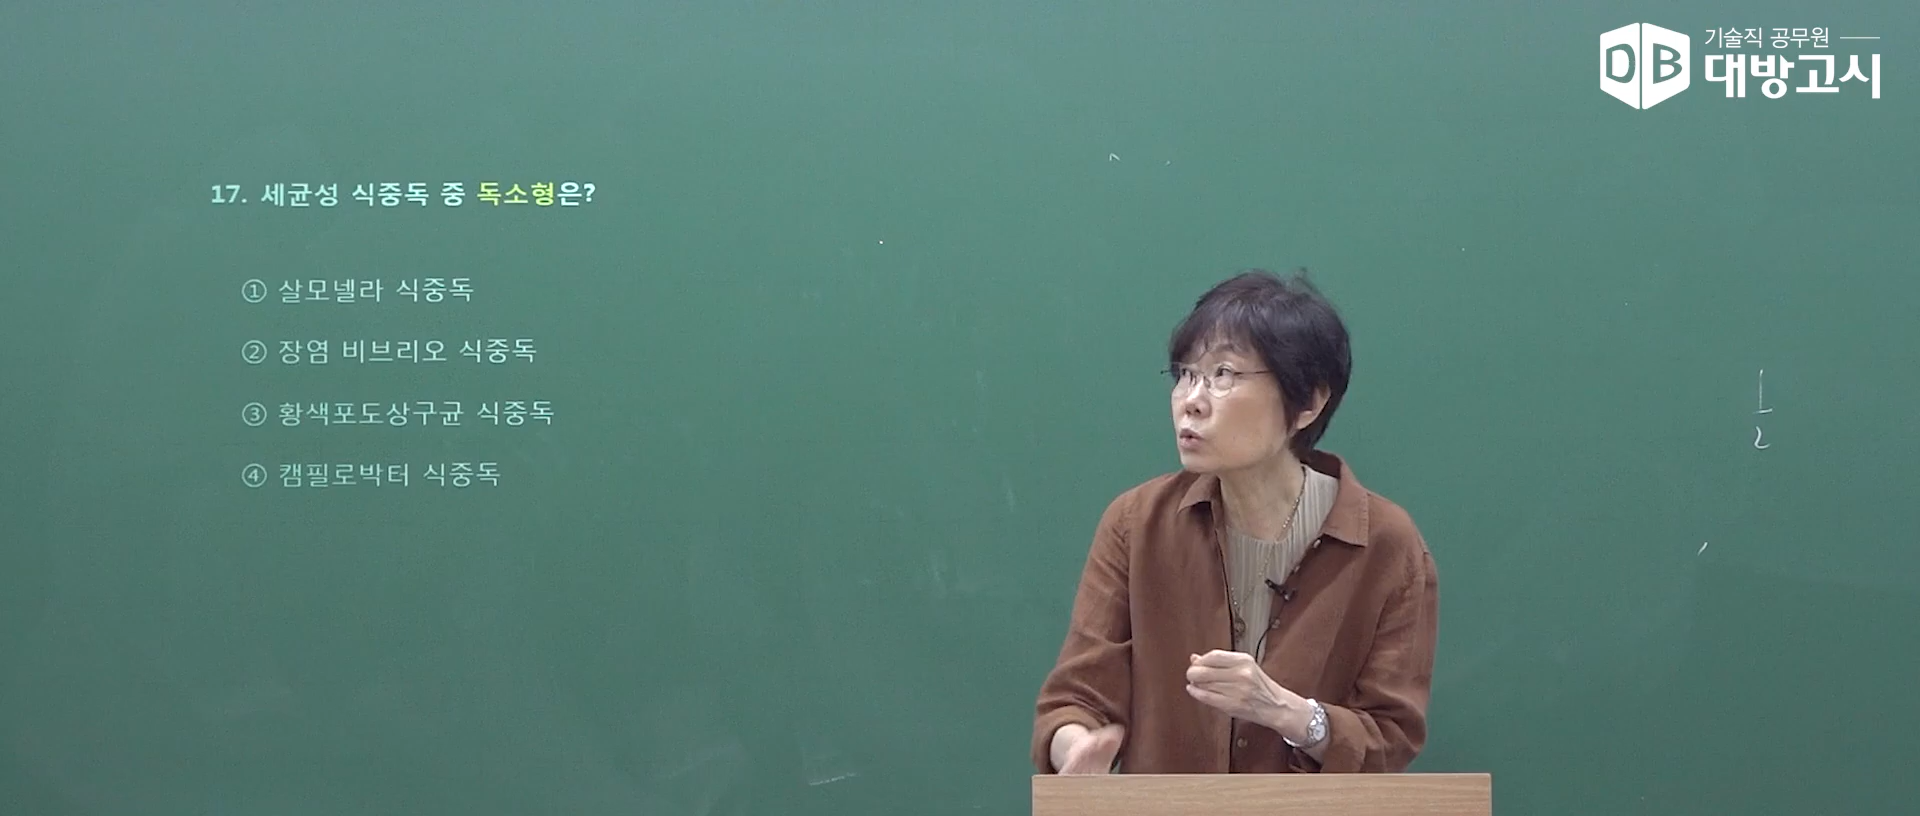 기술직 공무원
대방고시
DB
17. 세균성 식중독 중 독소형은?
① 살모넬라 식중독
② 장염 비브리오 식중독
③ 황색포도상구균 식중독
④ 캠필로박터 식중독
1
2